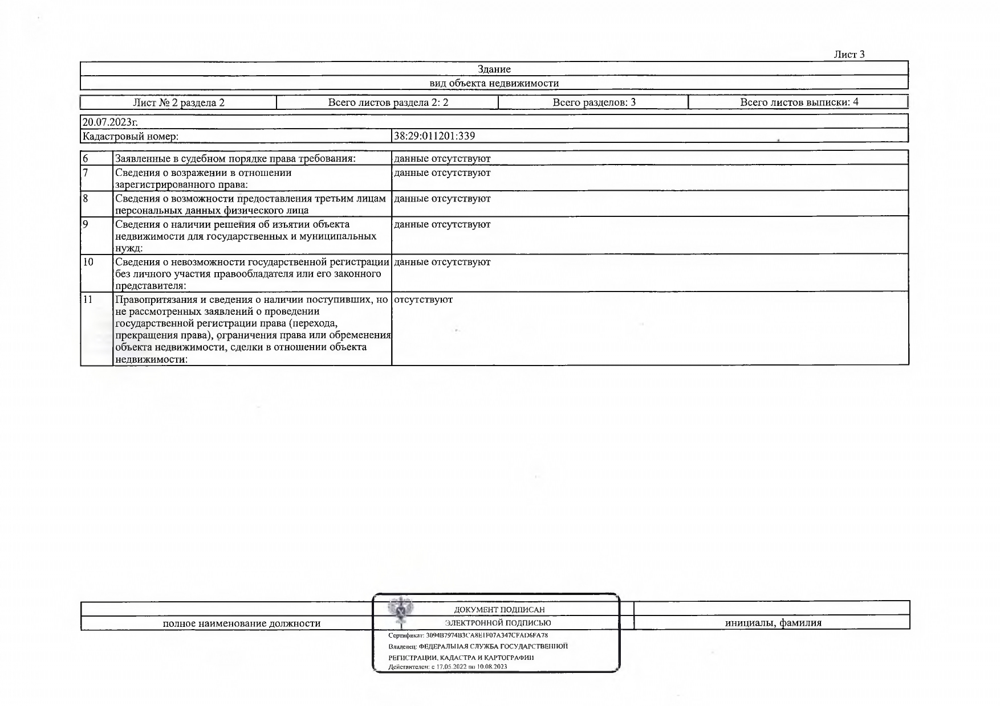 Лист 3
Здание
вид объекта недвижимости
Лист № 2 раздела 2 Всего листов раздела 2: 2 Всего разделов: 3 Всего листов выписки: 4
20.07.2023г.
Кадастровый номер: 38:29:011201:339
6 Заявленные в судебном порядке права требования: данные отсутствуют
7 Сведения о возражении в отношении данные отсутствуют
зарегистрированного права:
8 Сведения о возможности предоставления третьим лицам данные отсутствуют
персональных данных физического лица
9 Сведения о наличии решения об изъятии объекта данные отсутствуют
недвижимости для государственных и муниципальных
нужд:
10 Сведения о невозможности государственной регистрации данные отсутствуют
без личного участия правообладателя или его законного
представителя:
11 Правопритязания и сведения о наличии поступивших, но отсутствуют
не рассмотренных заявлений о проведении
государственной регистрации права (перехода,
прекращения права), ограничения права или обременения
объекта недвижимости, сделки в отношении объекта
недвижимости:
ДОКУМЕНТ ПОДПИСАН
полное наименование должности ЭЛЕКТРОННОЙ ПОДПИСЬЮ инициалы, фамилия
Сертификат:
Владелец: ФЕДЕРАЛЬНАЯ СЛУЖБА ГОСУДАРСТВЕННОЙ
РЕГИСТРАЦИИ, КАДАСТРА И КАРТОГРАФИИ
Действителен: с 17.05.2022 по 10.08.2023